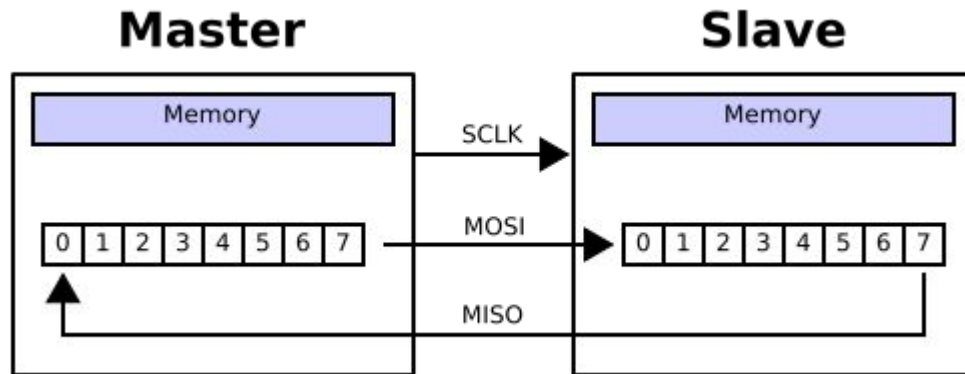 Master Slave
Memory Memory
SCLK
MOSI
0 1 2 3 4 5 6 7 0 1 2 3 4 5 6 7
MISO